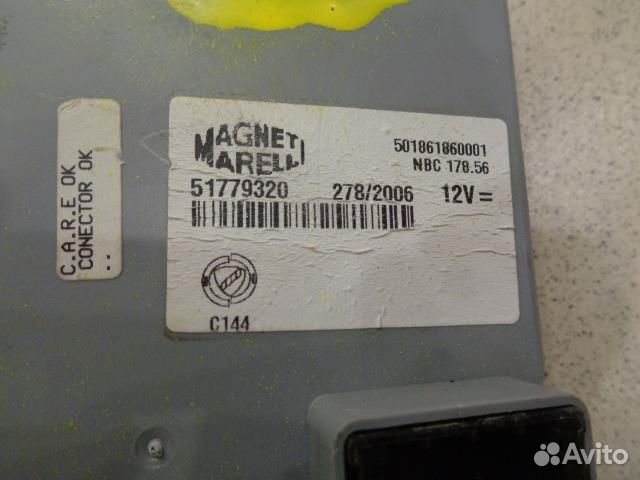 C.A.R.E OK
CONECTOR OK
..
MAGNETI
MARELLI
501861860001
NBC 178.56
51779320 278/2006 12V =
C144
Avito